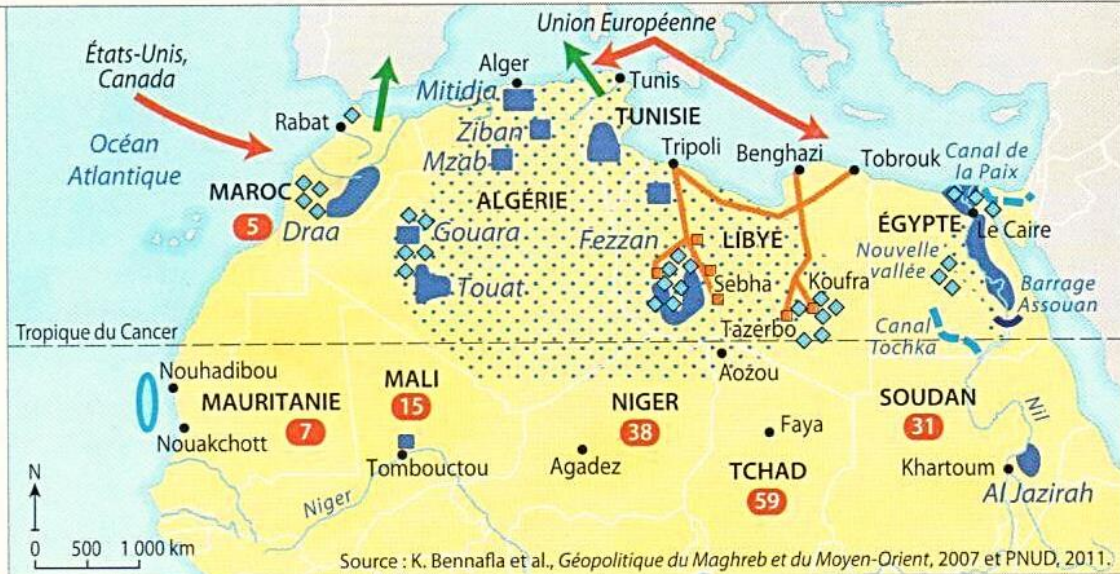 Union Européenne
États-Unis,
Canada
Alger
Tunis
Mitidja
Rabat
Ziban
TUNISIE
Océan
Atlantique
Mzab
Tripoli
Benghazi
Tobrouk
Canal de
la Paix
MAROC
5
Draa
ALGÉRIE
Gouara
Fezzan
LIBYE
ÉGYPTE
Le Caire
Nouvelle
vallée
Touat
Sebha
Koufra
Barrage
Assouan
Tropique du Cancer
Tazerbo
Canal
Tochka
Aozou
Nouhadibou
MAURITANIE
7
MALI
15
NIGER
38
SOUDAN
31
Nil
Nouakchott
Tombouctou
Agadez
Faya
Khartoum
TCHAD
59
Al Jazirah
Niger
N
0 500 1 000 km
Source : K. Bennafla et al., Géopolitique du Maghreb et du Moyen-Orient, 2007 et PNUD, 2011.